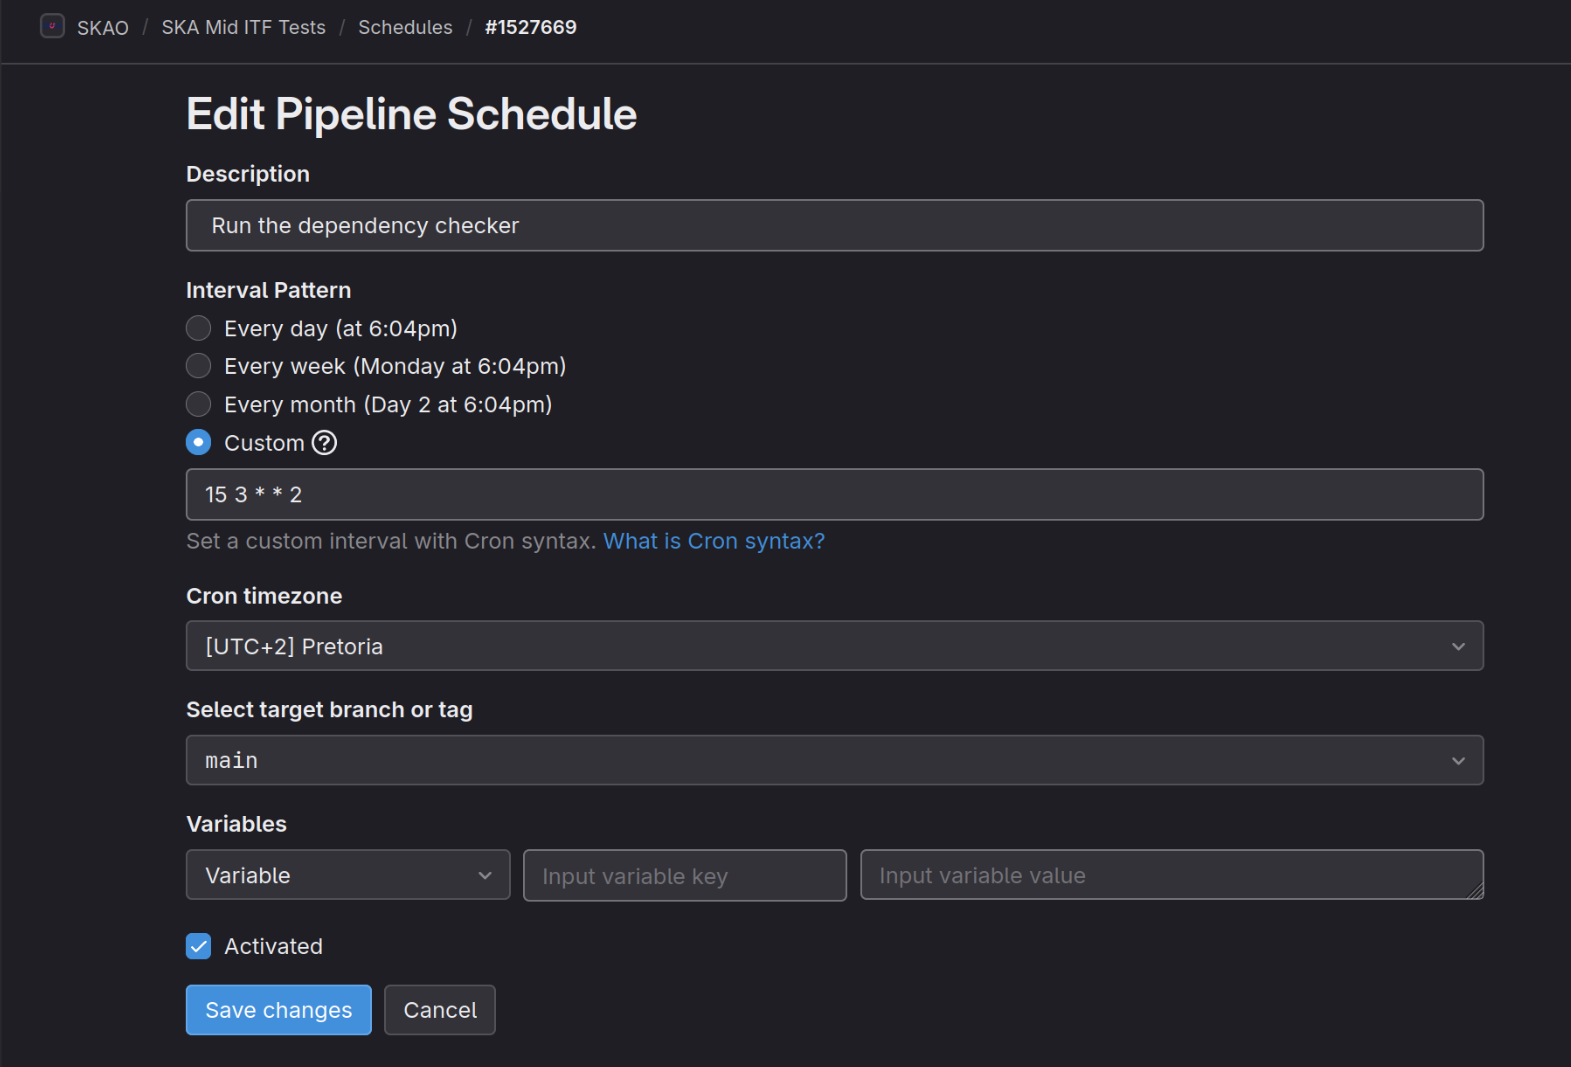 SKAO / SKA Mid ITF Tests / Schedules / #1527669
Edit Pipeline Schedule
Description
Run the dependency checker
Interval Pattern
Every day (at 6:04pm)
Every week (Monday at 6:04pm)
Every month (Day 2 at 6:04pm)
Custom ?
15 3 * * 2
Set a custom interval with Cron syntax. What is Cron syntax?
Cron timezone
[UTC+2] Pretoria
Select target branch or tag
main
Variables
Variable Input variable key Input variable value
Activated
Save changes Cancel